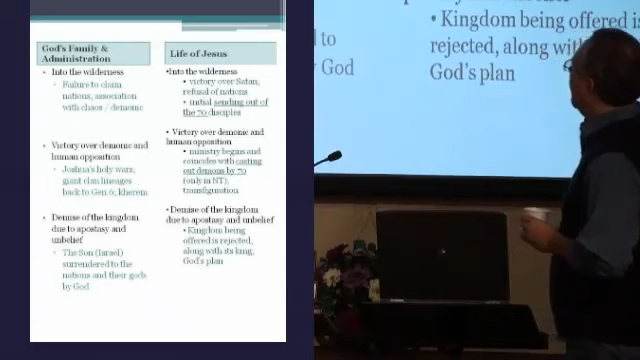 God's Family &
Administration
Into the wilderness
Failure to claim
nations, association
with chaos / demonic
Victory over demonic and
human opposition
Joshua's holy wars,
giant clan lineages
back to Gen 6; kherem
Demise of the kingdom
due to apostasy and
unbelief
The Son (Israel)
surrendered to the
nations and their gods
by God
Life of Jesus
•Into the wilderness
• victory over Satan,
refusal of nations
• initial sending out of
the 70 disciples
• Victory over demonic and
human opposition
• ministry begins and
coincides with casting
out demons by 70
(only in NT);
transfiguration
• Demise of the kingdom
due to apostasy and unbelief
• Kingdom being
offered is rejected,
along with its king,
God's plan
to
God
• Kingdom being offered is
rejected, along with
God's plan